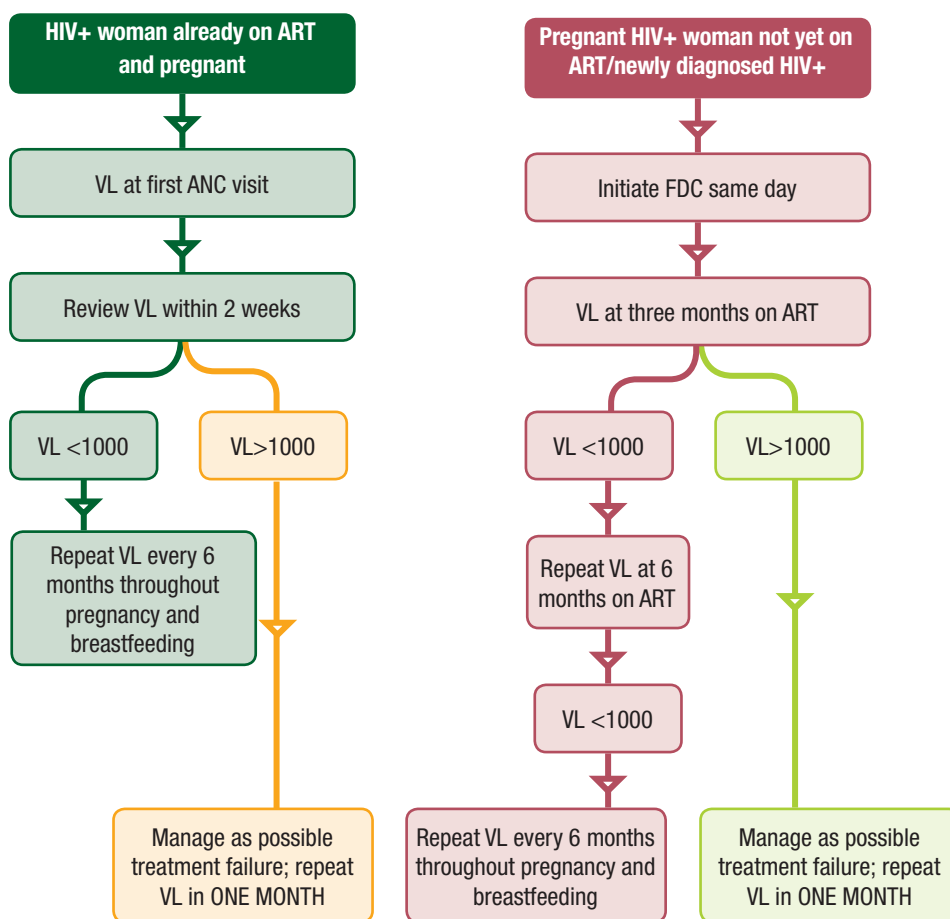 HIV+ woman already on ART
and pregnant
VL at first ANC visit
Review VL within 2 weeks
VL <1000
VL>1000
Repeat VL every 6
months throughout
pregnancy and
breastfeeding
Manage as possible
treatment failure; repeat
VL in ONE MONTH
Pregnant HIV+ woman not yet on
ART/newly diagnosed HIV+
Initiate FDC same day
VL at three months on ART
VL <1000
VL>1000
Repeat VL at 6
months on ART
VL <1000
Repeat VL every 6 months
throughout pregnancy and
breastfeeding
Manage as possible
treatment failure; repeat
VL in ONE MONTH